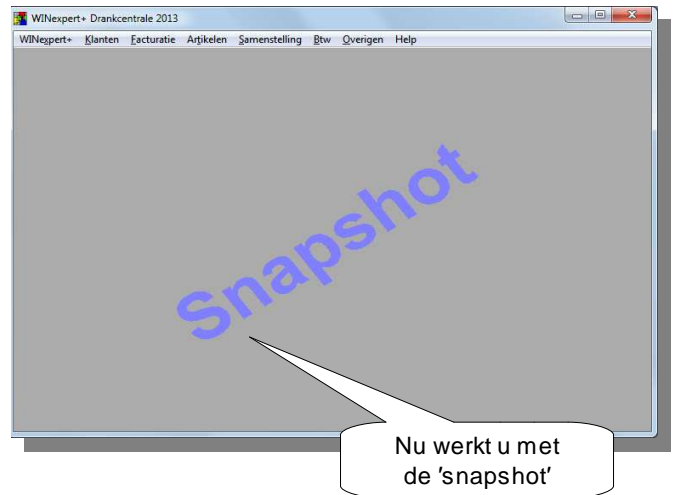 WINexpert+ Drankcentrale 2013
WINexpert+ Klanten Facturatie Artikelen Samenstelling Btw Overigen Help
Snapshot
Nu werkt u met
de ′snapshot′